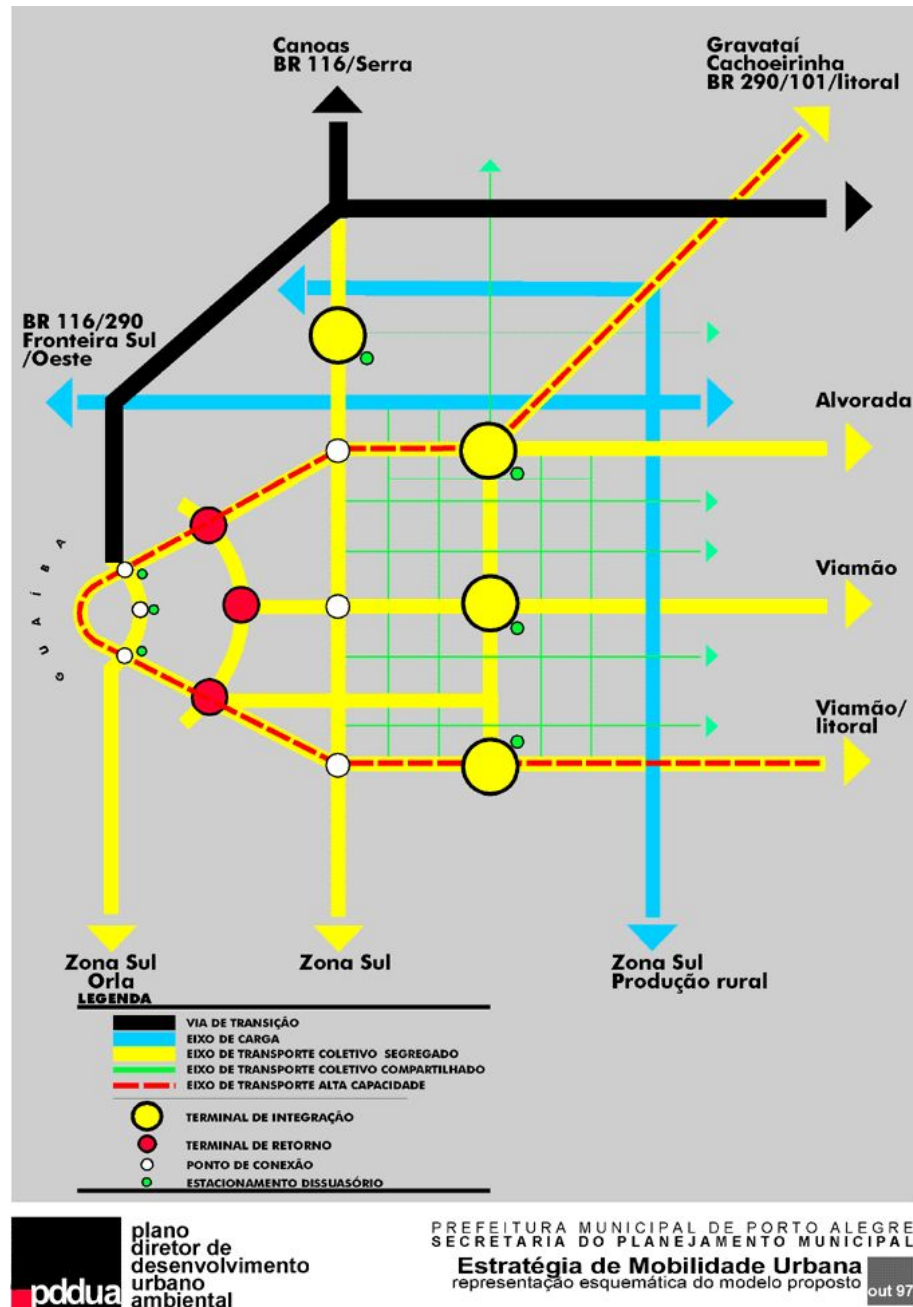 Canoas
BR 116/Serra
Gravataí
Cachoeirinha
BR 290/101/litoral
BR 116/290
Fronteira Sul
/Oeste
Alvorada
GUAÍBA
Viamão
Viamão/
litoral
Zona Sul
Orla
Zona Sul
Zona Sul
Produção rural
LEGENDA
VIA DE TRANSIÇÃO
EIXO DE CARGA
EIXO DE TRANSPORTE COLETIVO SEGREGADO
EIXO DE TRANSPORTE COLETIVO COMPARTILHADO
EIXO DE TRANSPORTE ALTA CAPACIDADE
TERMINAL DE INTEGRAÇÃO
TERMINAL DE RETORNO
PONTO DE CONEXÃO
ESTACIONAMENTO DISSUASÓRIO
pddua
plano
diretor de
desenvolvimento
urbano
ambiental
PREFEITURA MUNICIPAL DE PORTO ALEGRE
SECRETARIA DO PLANEJAMENTO MUNICIPAL
Estratégia de Mobilidade Urbana
representação esquemática do modelo proposto
out 97